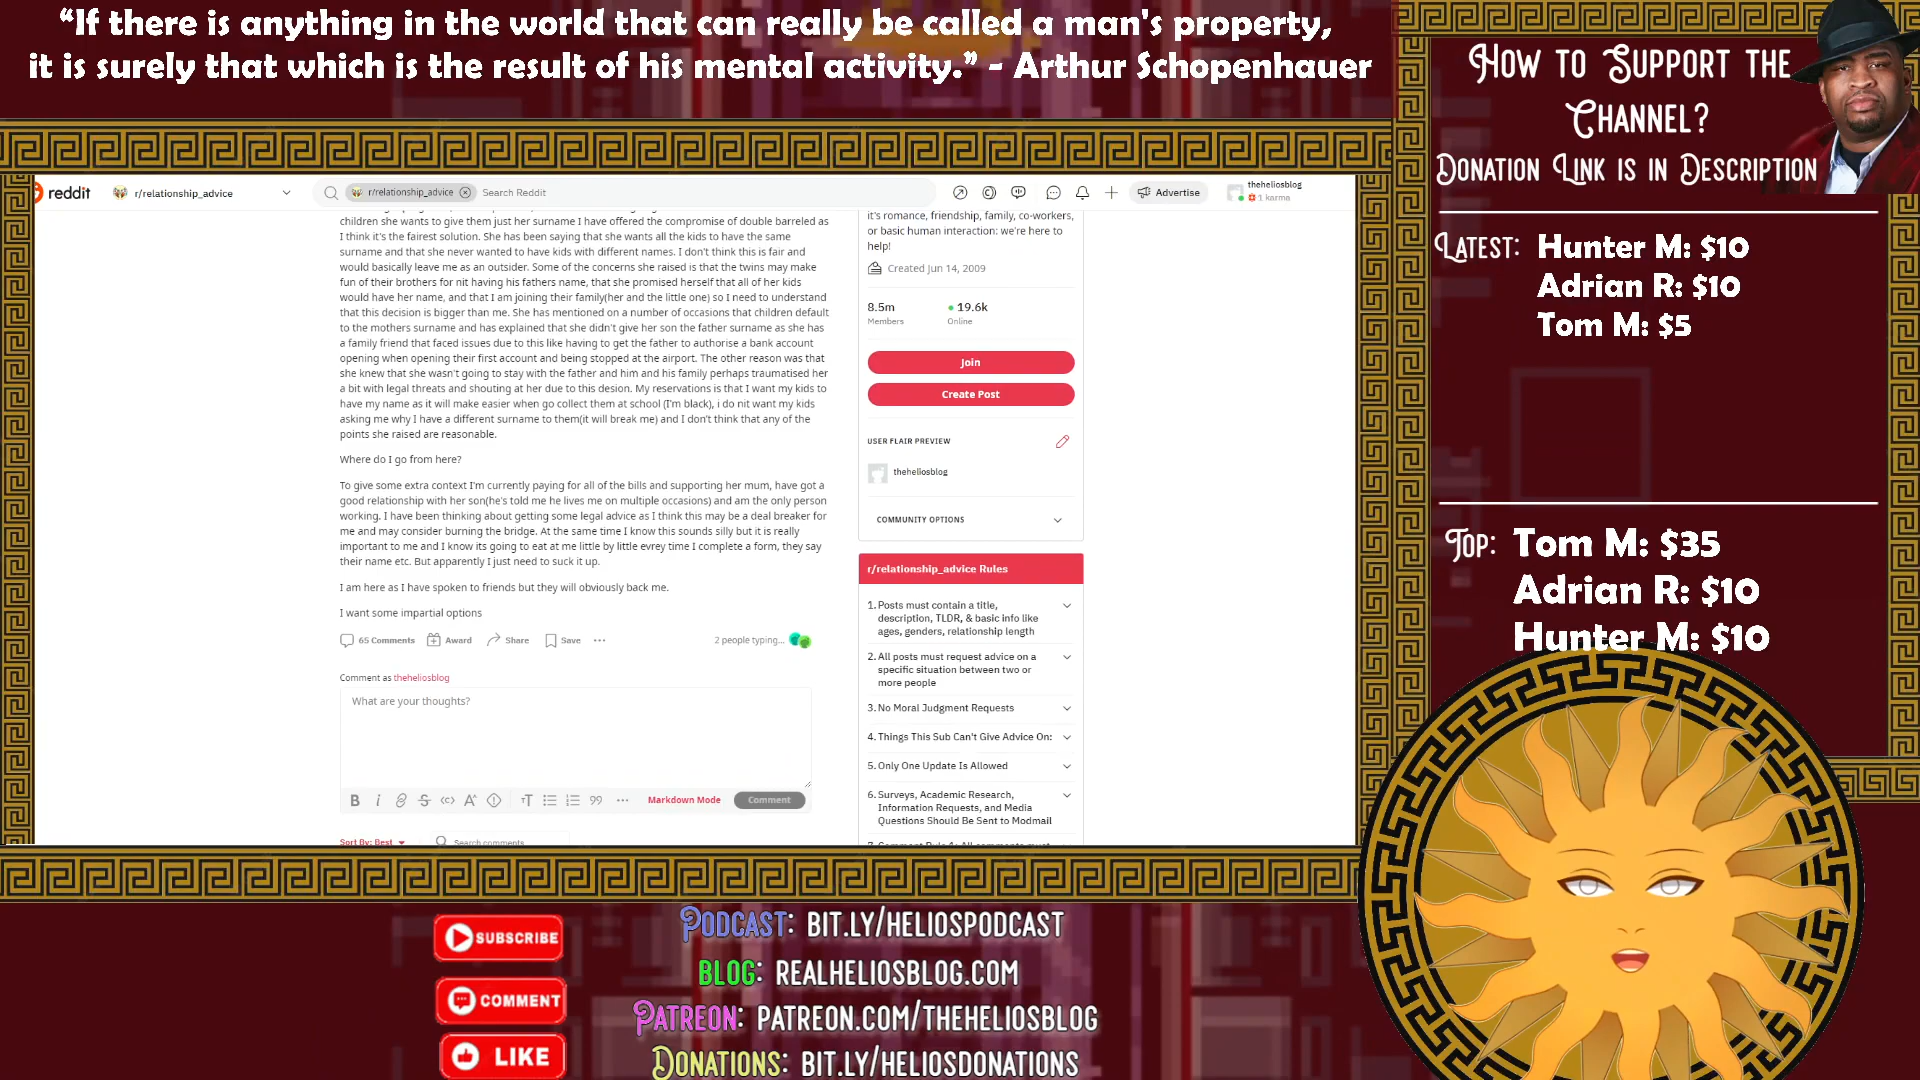 “If there is anything in the world that can really be called a man's property,
it is surely that which is the result of his mental activity.” - Arthur Schopenhauer
How to Support the
Channel?
Donation Link is in Description
Latest: Hunter M: $10
Adrian R: $10
Tom M: $5
Top: Tom M: $35
Adrian R: $10
Hunter M: $10
reddit
r/relationship_advice
r/relationship_advice
Search Reddit
Advertise
theheliosblog
1 karma
children she wants to give them just her surname I have offered the compromise of double barreled as
I think it's the fairest solution. She has been saying that she wants all the kids to have the same
surname and that she never wanted to have kids with different names. I don't think this is fair and
would basically leave me as an outsider. Some of the concerns she raised is that the twins may make
fun of their brothers for nit having his fathers name, that she promised herself that all of her kids
would have her name, and that I am joining their family(her and the little one) so I need to understand
that this decision is bigger than me. She has mentioned on a number of occasions that children default
to the mothers surname and has explained that she didn't give her son the father surname as she has
a family friend that faced issues due to this like having to get the father to authorise a bank account
opening when opening their first account and being stopped at the airport. The other reason was that
she knew that she wasn't going to stay with the father and him and his family perhaps traumatised her
a bit with legal threats and shouting at her due to this desion. My reservations is that I want my kids to
have my name as it will make easier when go collect them at school (I'm black), i do nit want my kids
asking me why I have a different surname to them(it will break me) and I don't think that any of the
points she raised are reasonable.
Where do I go from here?
To give some extra context I'm currently paying for all of the bills and supporting her mum, have got a
good relationship with her son(he's told me he lives me on multiple occasions) and am the only person
working. I have been thinking about getting some legal advice as I think this may be a deal breaker for
me and may consider burning the bridge. At the same time I know this sounds silly but it is really
important to me and I know its going to eat at me little by little evrey time I complete a form, they say
their name etc. But apparently I just need to suck it up.
I am here as I have spoken to friends but they will obviously back me.
I want some impartial options
65 Comments
Award
Share
Save
2 people typing...
Comment as theheliosblog
What are your thoughts?
Markdown Mode
Comment
Sort By: Best
Search comments
it's romance, friendship, family, co-workers,
or basic human interaction: we're here to
help!
Created Jun 14, 2009
8.5m
Members
19.6k
Online
Join
Create Post
USER FLAIR PREVIEW
theheliosblog
COMMUNITY OPTIONS
r/relationship_advice Rules
1. Posts must contain a title,
description, TLDR, & basic info like
ages, genders, relationship length
2. All posts must request advice on a
specific situation between two or
more people
3. No Moral Judgment Requests
4. Things This Sub Can't Give Advice On:
5. Only One Update Is Allowed
6. Surveys, Academic Research,
Information Requests, and Media
Questions Should Be Sent to Modmail
SUBSCRIBE
COMMENT
LIKE
Podcast: bit.ly/heliospodcast
Blog: realheliosblog.com
Patreon: patreon.com/theheliosblog
Donations: bit.ly/heliosdonations